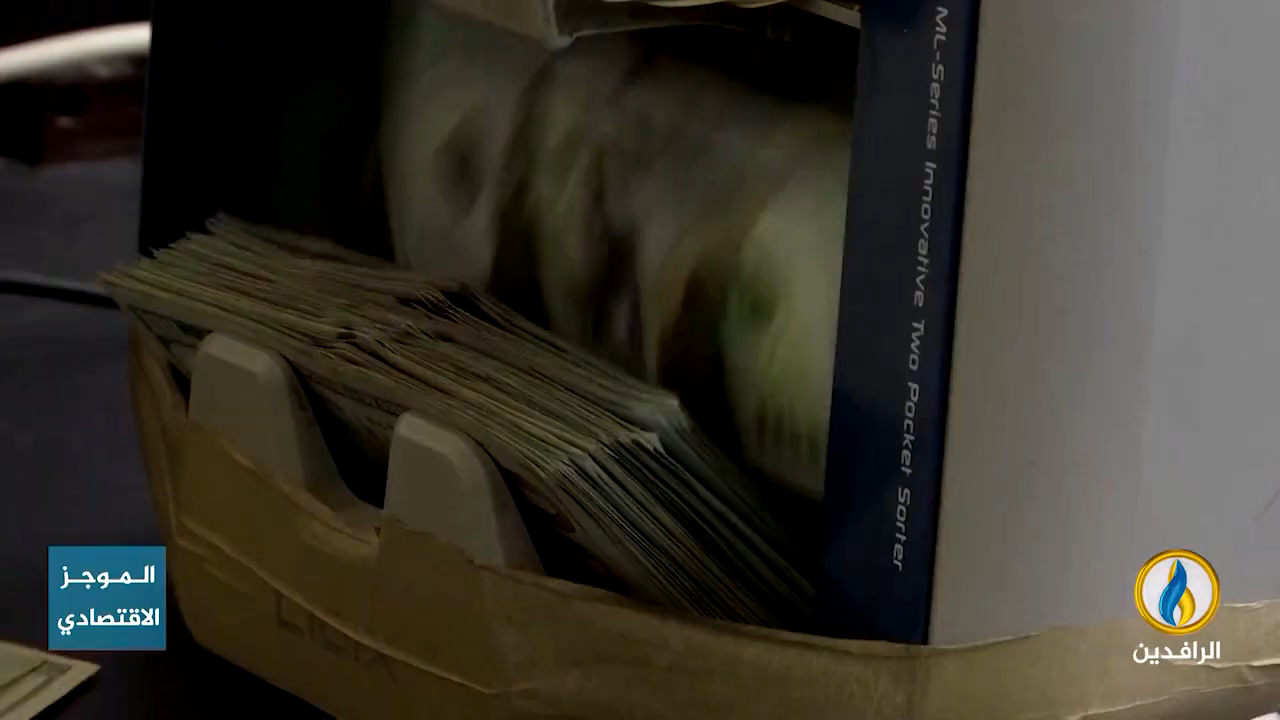 ML-Series Innovative Two Pocket Sorter
الموجز
الاقتصادي
الرافدين